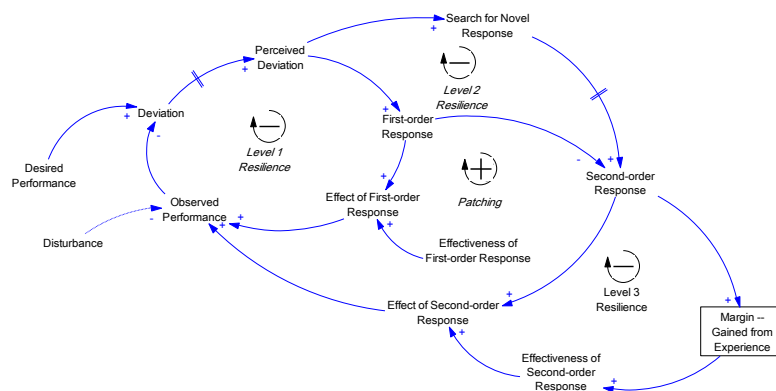 Search for Novel
Response
+
Perceived
Deviation
+
Level 2
Resilience
+
Deviation
-
+
First-order
Response
Level 1
Resilience
-
+
Second-order
Response
Desired
Performance
+
Patching
Observed
Performance
-
+
+
Effect of First-order
Response
+
Disturbance
Effectiveness of
First-order Response
Level 3
Resilience
+
Effect of Second-order
Response
+
+
Margin --
Gained from
Experience
Effectiveness of
Second-order
Response
+